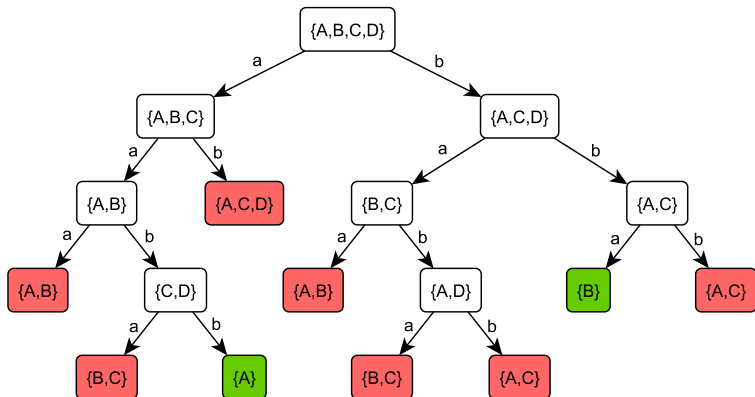 {A,B,C,D}
a
b
{A,B,C}
{A,C,D}
a
b
a
b
{A,B}
{A,C,D}
{B,C}
{A,C}
a
b
a
b
a
b
{A,B}
{C,D}
{A,B}
{A,D}
{B}
{A,C}
a
b
a
b
{B,C}
{A}
{B,C}
{A,C}